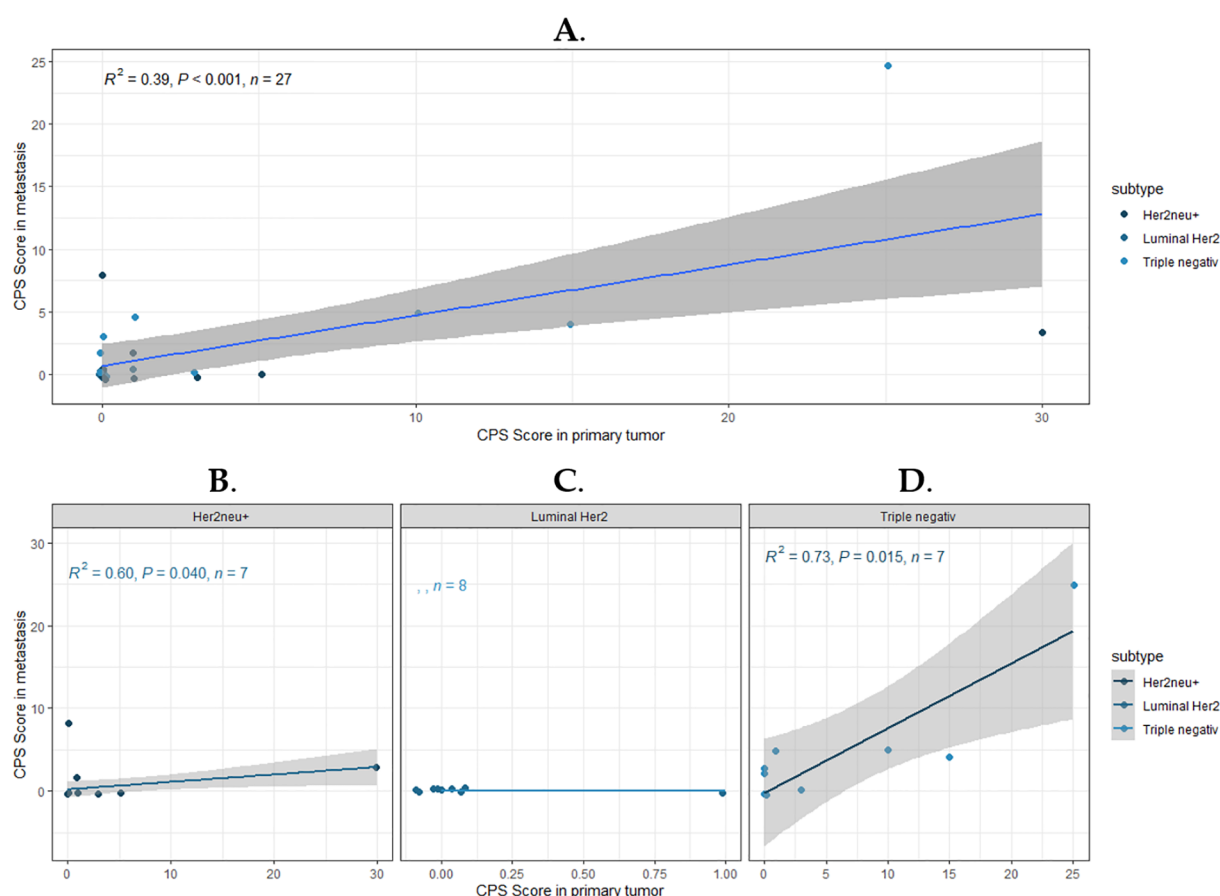 A.
R² = 0.39, P < 0.001, n = 27
25
20
15
10
5
0
CPS Score in metastasis
0
10
20
30
CPS Score in primary tumor
subtype
Her2neu+
Luminal Her2
Triple negativ
B.
C.
D.
Her2neu+
Luminal Her2
Triple negativ
R² = 0.60, P = 0.040, n = 7
, , n = 8
R² = 0.73, P = 0.015, n = 7
30
20
10
0
CPS Score in metastasis
0
10
20
30
0.00
0.25
0.50
0.75
1.00
0
5
10
15
20
25
CPS Score in primary tumor
subtype
Her2neu+
Luminal Her2
Triple negativ